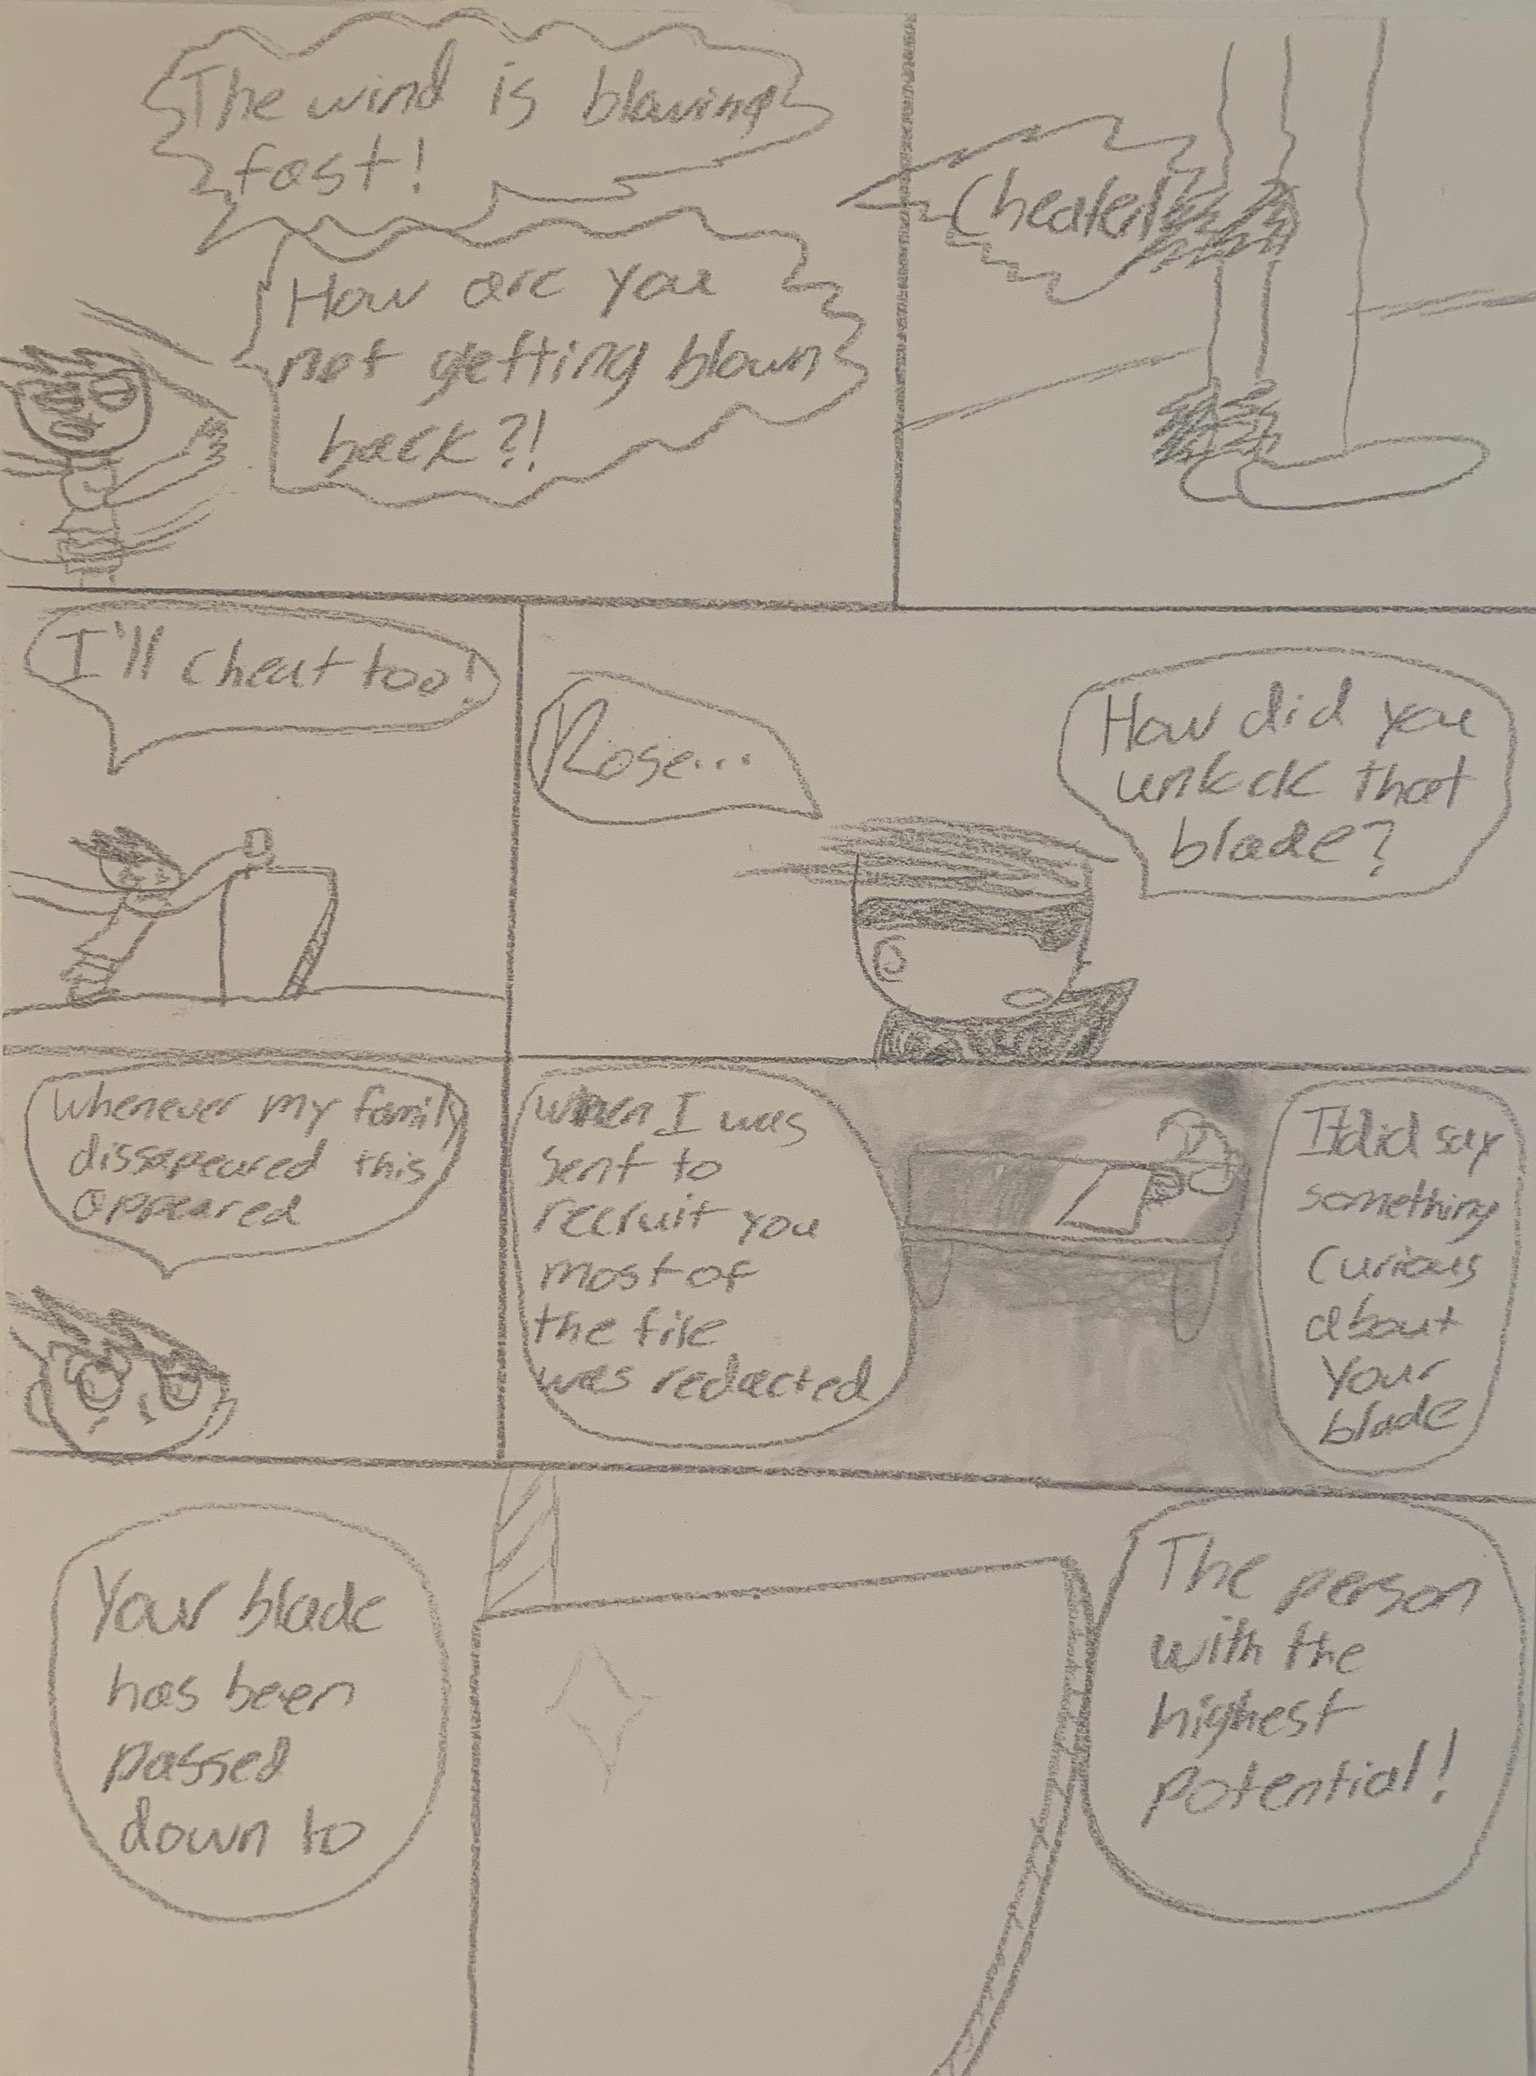 The wind is blowing
fast!
How are you
not getting blown
back?!
Cheater!
I'll cheat too!
Rose...
How did you
unlock that
blade?
Whenever my family
dissapeared this
appeared
When I was
sent to
recruit you
most of
the file
was redacted
It did say
something
curious
about
your
blade
Your blade
has been
passed
down to
The person
with the
highest
potential!